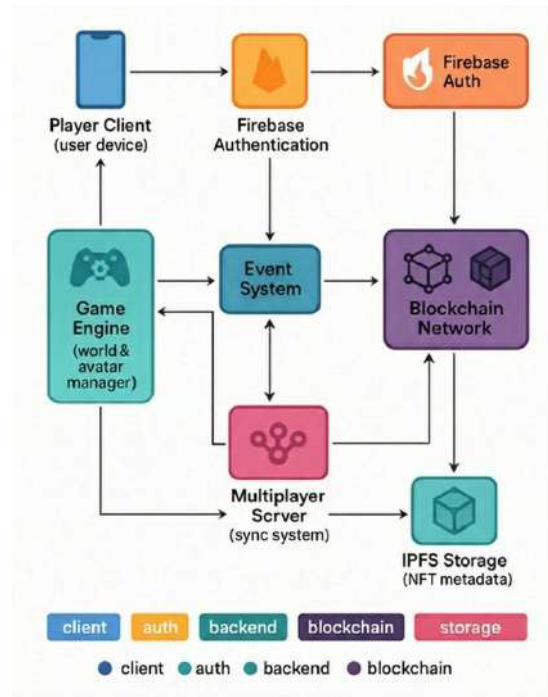 Player Client
(user device)
Firebase
Authentication
Firebase
Auth
Game
Engine
(world &
avatar
manager)
Event
System
Blockchain
Network
Multiplayer
Scrver
(sync system)
IPFS Storage
(NFT metadata)
client
auth
backend
blockchain
storage
client
auth
backend
blockchain